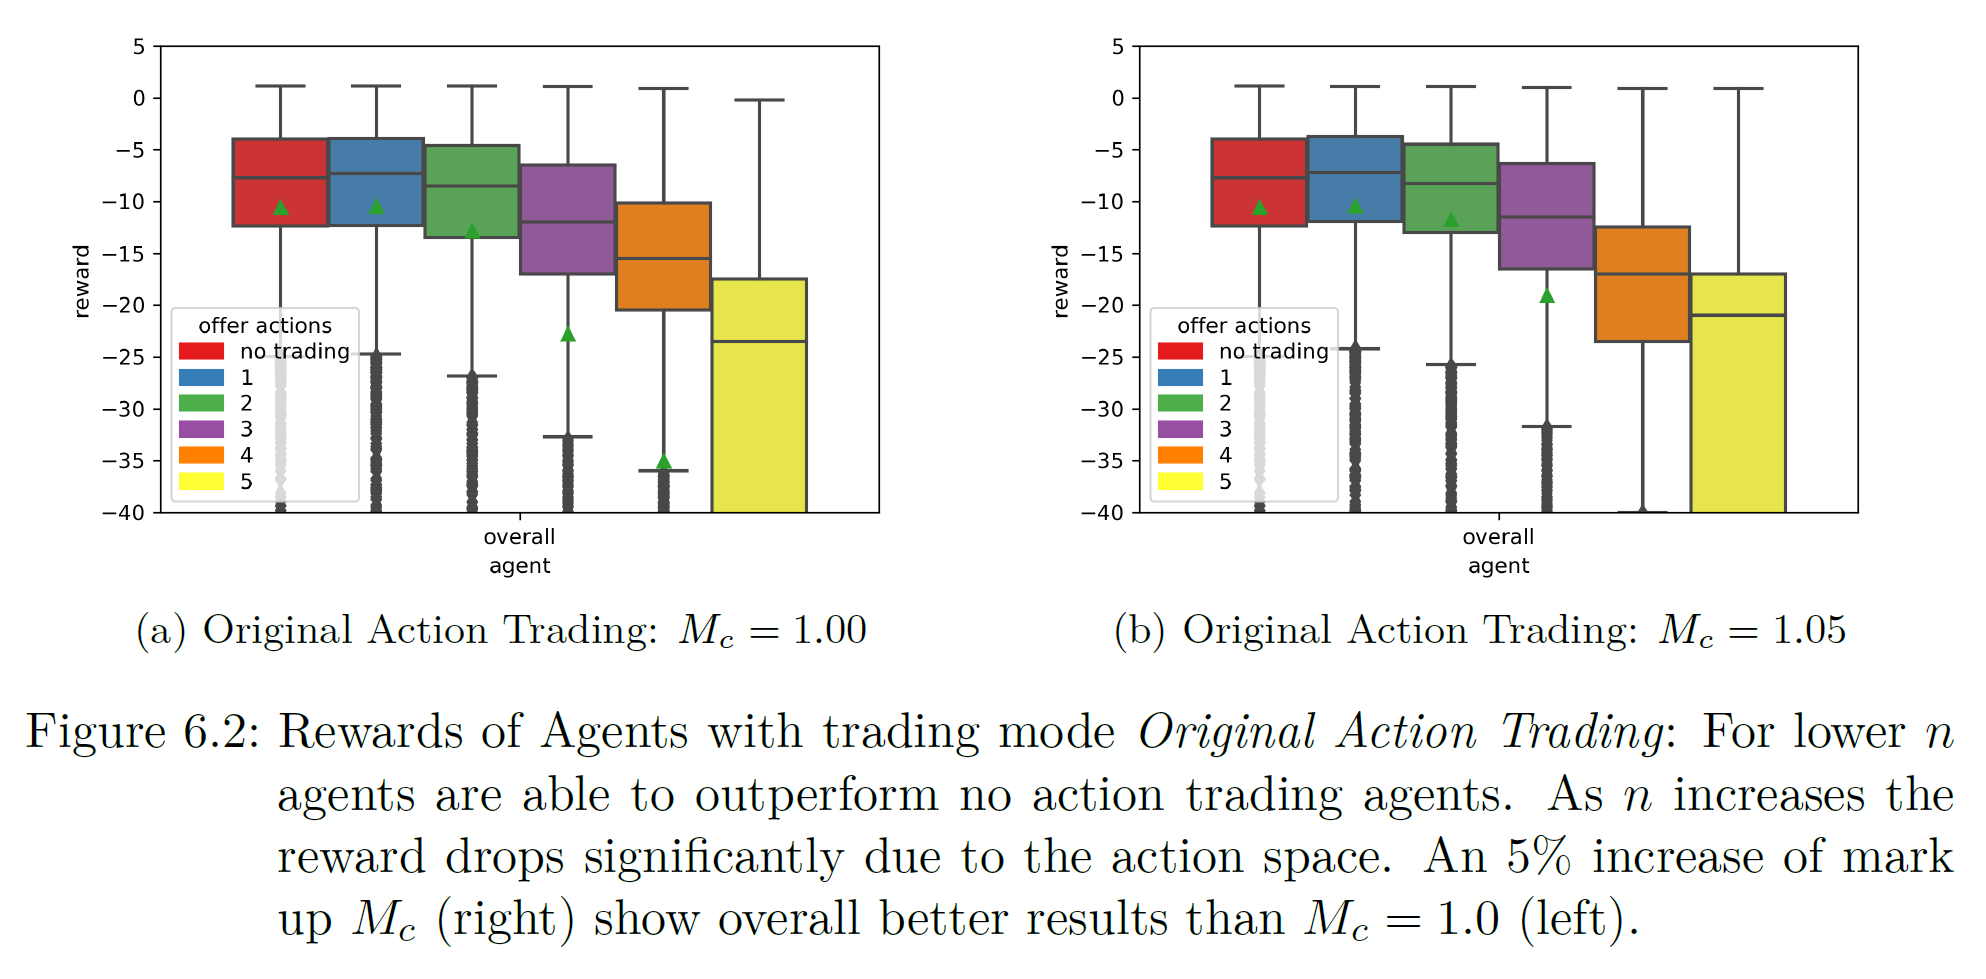 5
0
−5
−10
−15
−20
−25
−30
−35
−40
reward
offer actions
no trading
1
2
3
4
5
overall
agent
(a) Original Action Trading: M_c = 1.00
5
0
−5
−10
−15
−20
−25
−30
−35
−40
reward
offer actions
no trading
1
2
3
4
5
overall
agent
(b) Original Action Trading: M_c = 1.05
Figure 6.2: Rewards of Agents with trading mode Original Action Trading: For lower n
agents are able to outperform no action trading agents. As n increases the
reward drops significantly due to the action space. An 5% increase of mark
up M_c (right) show overall better results than M_c = 1.0 (left).